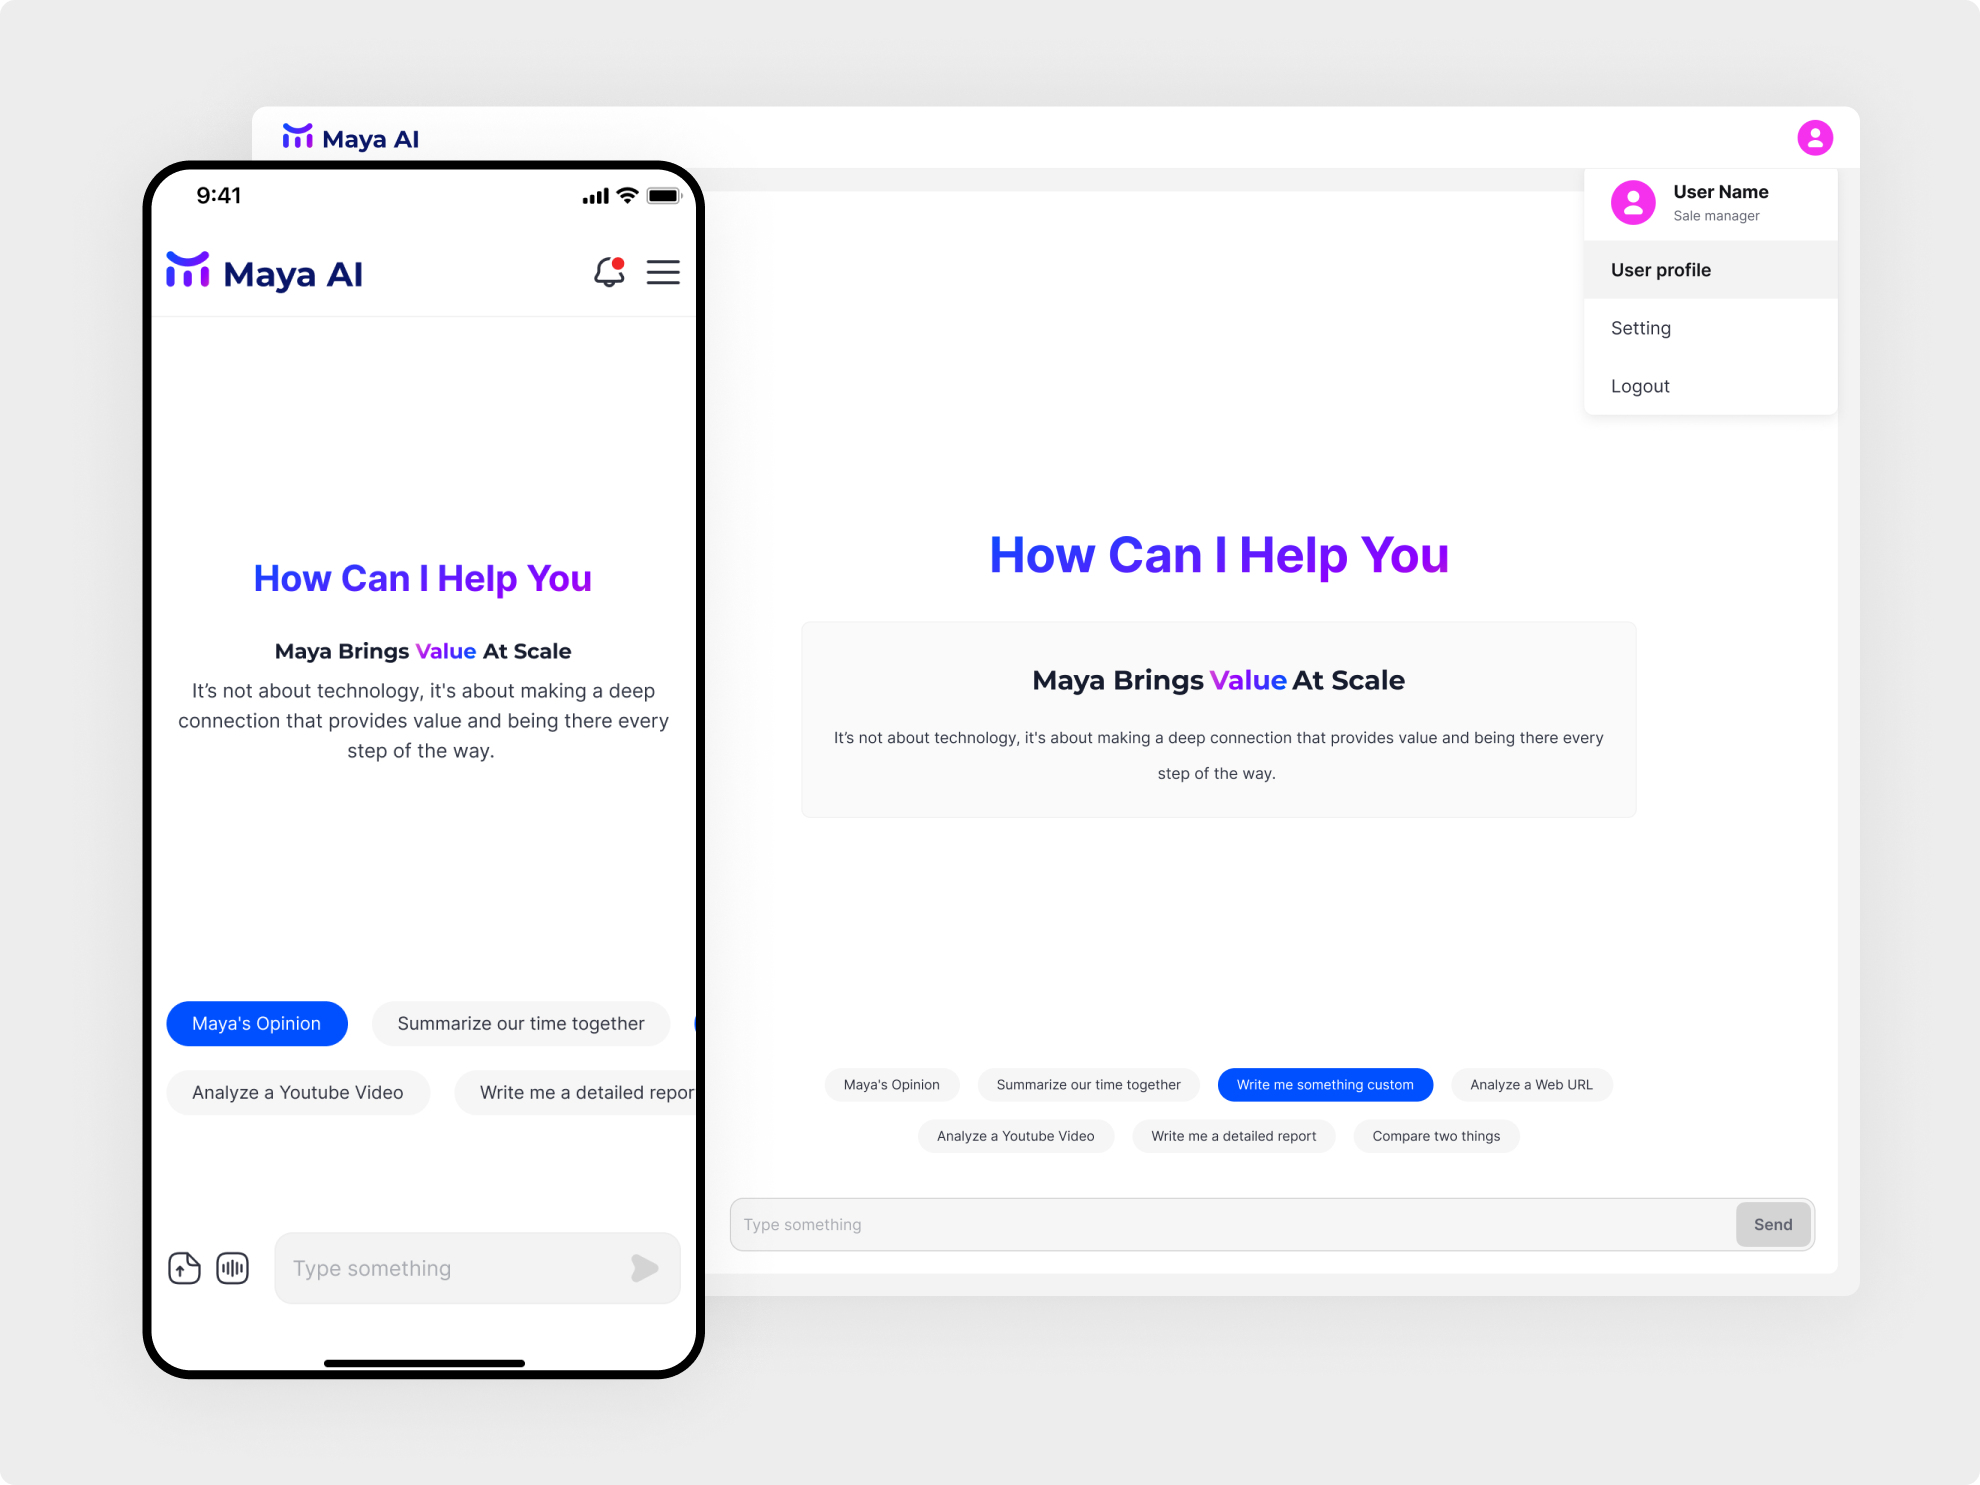 Maya AI
User Name
Sale manager
User profile
Setting
Logout
How Can I Help You
Maya Brings Value At Scale
It’s not about technology, it's about making a deep connection that provides value and being there every
step of the way.
Maya's Opinion
Summarize our time together
Write me something custom
Analyze a Web URL
Analyze a Youtube Video
Write me a detailed report
Compare two things
Type something
Send
9:41
Maya AI
How Can I Help You
Maya Brings Value At Scale
It’s not about technology, it's about making a deep
connection that provides value and being there every
step of the way.
Maya's Opinion
Summarize our time together
Analyze a Youtube Video
Write me a detailed repor
Type something